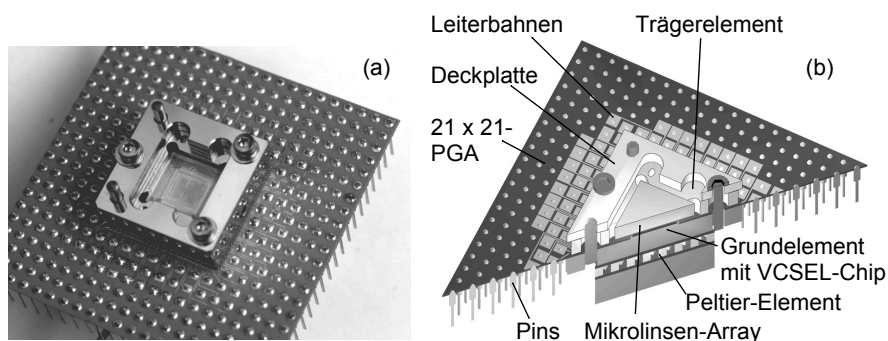 (a)
Leiterbahnen
Trägerelement
(b)
Deckplatte
21 x 21-
PGA
Grundelement
mit VCSEL-Chip
Peltier-Element
Pins
Mikrolinsen-Array